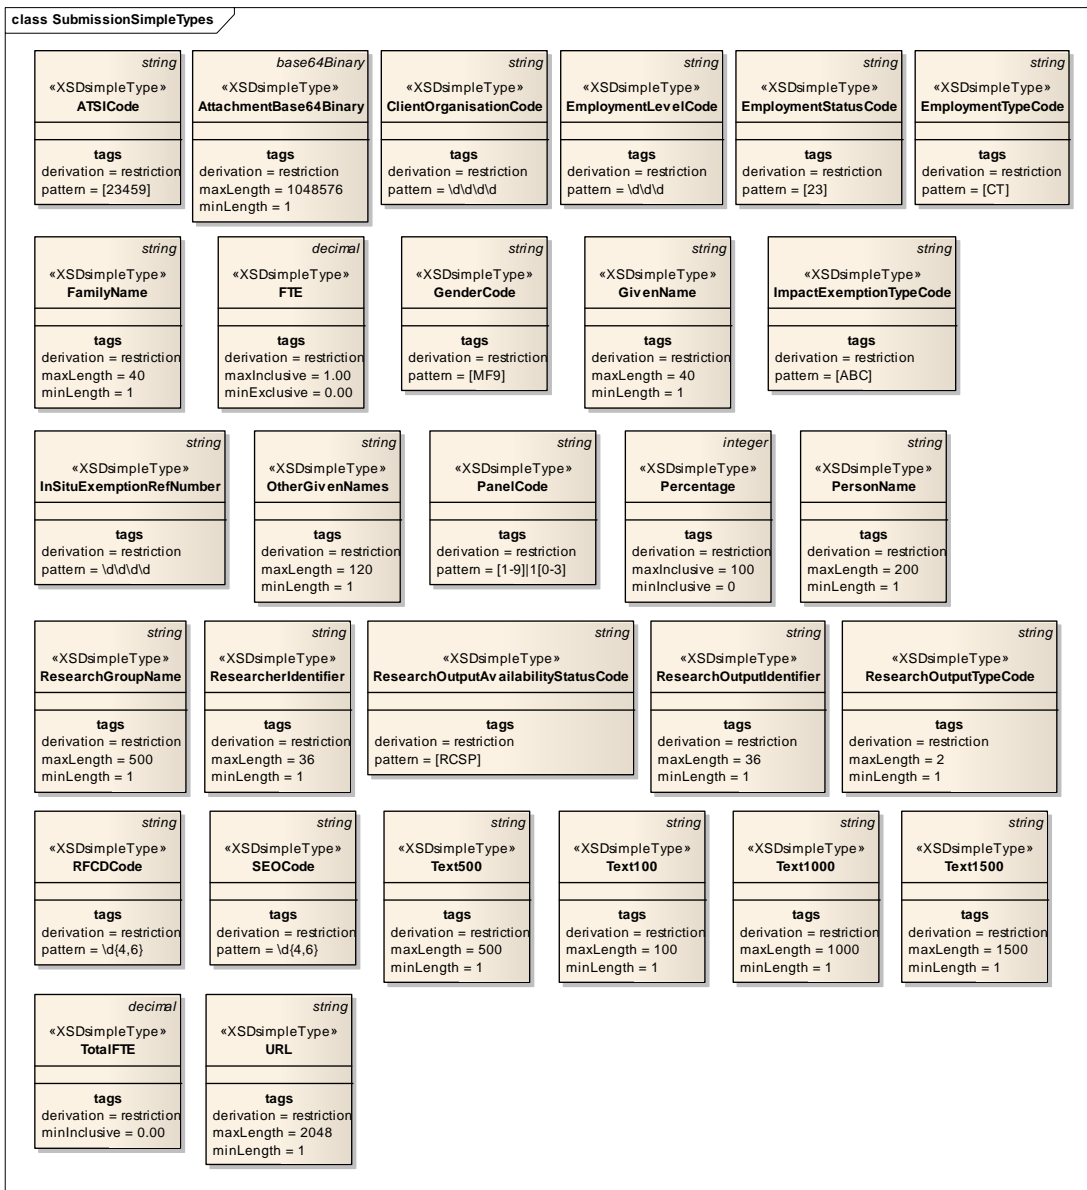 class SubmissionSimpleTypes
string
«XSDsimpleType»
ATSICode
tags
derivation = restriction
pattern = [23459]
base64Binary
«XSDsimpleType»
AttachmentBase64Binary
tags
derivation = restriction
maxLength = 1048576
minLength = 1
string
«XSDsimpleType»
ClientOrganisationCode
tags
derivation = restriction
pattern = \d\d\d\d
string
«XSDsimpleType»
EmploymentLevelCode
tags
derivation = restriction
pattern = \d\d\d
string
«XSDsimpleType»
EmploymentStatusCode
tags
derivation = restriction
pattern = [23]
string
«XSDsimpleType»
EmploymentTypeCode
tags
derivation = restriction
pattern = [CT]
string
«XSDsimpleType»
FamilyName
tags
derivation = restriction
maxLength = 40
minLength = 1
decimal
«XSDsimpleType»
FTE
tags
derivation = restriction
maxInclusive = 1.00
minExclusive = 0.00
string
«XSDsimpleType»
GenderCode
tags
derivation = restriction
pattern = [MF9]
string
«XSDsimpleType»
GivenName
tags
derivation = restriction
maxLength = 40
minLength = 1
string
«XSDsimpleType»
ImpactExemptionTypeCode
tags
derivation = restriction
pattern = [ABC]
string
«XSDsimpleType»
InSituExemptionRefNumber
tags
derivation = restriction
pattern = \d\d\d\d
string
«XSDsimpleType»
OtherGivenNames
tags
derivation = restriction
maxLength = 120
minLength = 1
string
«XSDsimpleType»
PanelCode
tags
derivation = restriction
pattern = [1-9]|1[0-3]
integer
«XSDsimpleType»
Percentage
tags
derivation = restriction
maxInclusive = 100
minInclusive = 0
string
«XSDsimpleType»
PersonName
tags
derivation = restriction
maxLength = 200
minLength = 1
string
«XSDsimpleType»
ResearchGroupName
tags
derivation = restriction
maxLength = 500
minLength = 1
string
«XSDsimpleType»
ResearcherIdentifier
tags
derivation = restriction
maxLength = 36
minLength = 1
string
«XSDsimpleType»
ResearchOutputAvailabilityStatusCode
tags
derivation = restriction
pattern = [RCSP]
string
«XSDsimpleType»
ResearchOutputIdentifier
tags
derivation = restriction
maxLength = 36
minLength = 1
string
«XSDsimpleType»
ResearchOutputTypeCode
tags
derivation = restriction
maxLength = 2
minLength = 1
string
«XSDsimpleType»
RFCDCode
tags
derivation = restriction
pattern = \d{4,6}
string
«XSDsimpleType»
SEOCode
tags
derivation = restriction
pattern = \d{4,6}
string
«XSDsimpleType»
Text500
tags
derivation = restriction
maxLength = 500
minLength = 1
string
«XSDsimpleType»
Text100
tags
derivation = restriction
maxLength = 100
minLength = 1
string
«XSDsimpleType»
Text1000
tags
derivation = restriction
maxLength = 1000
minLength = 1
string
«XSDsimpleType»
Text1500
tags
derivation = restriction
maxLength = 1500
minLength = 1
decimal
«XSDsimpleType»
TotalFTE
tags
derivation = restriction
minInclusive = 0.00
string
«XSDsimpleType»
URL
tags
derivation = restriction
maxLength = 2048
minLength = 1